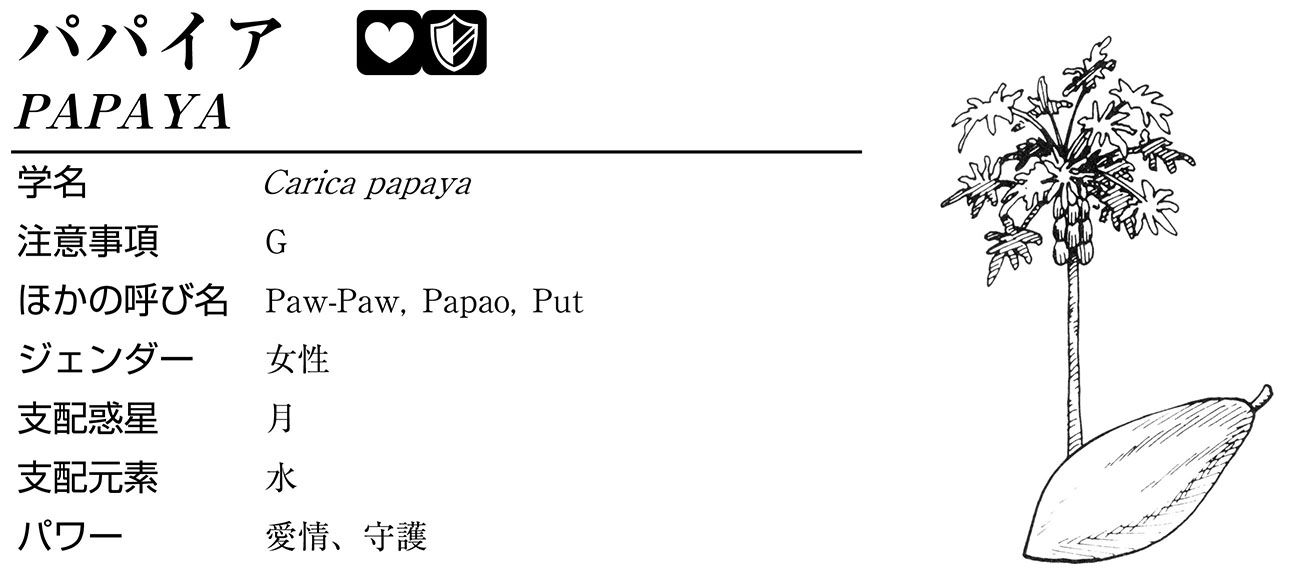 パパイア
PAPAYA
学名 Carica papaya
注意事項 G
ほかの呼び名 Paw-Paw, Papao, Put
ジェンダー 女性
支配惑星 月
支配元素 水
パワー 愛情、守護